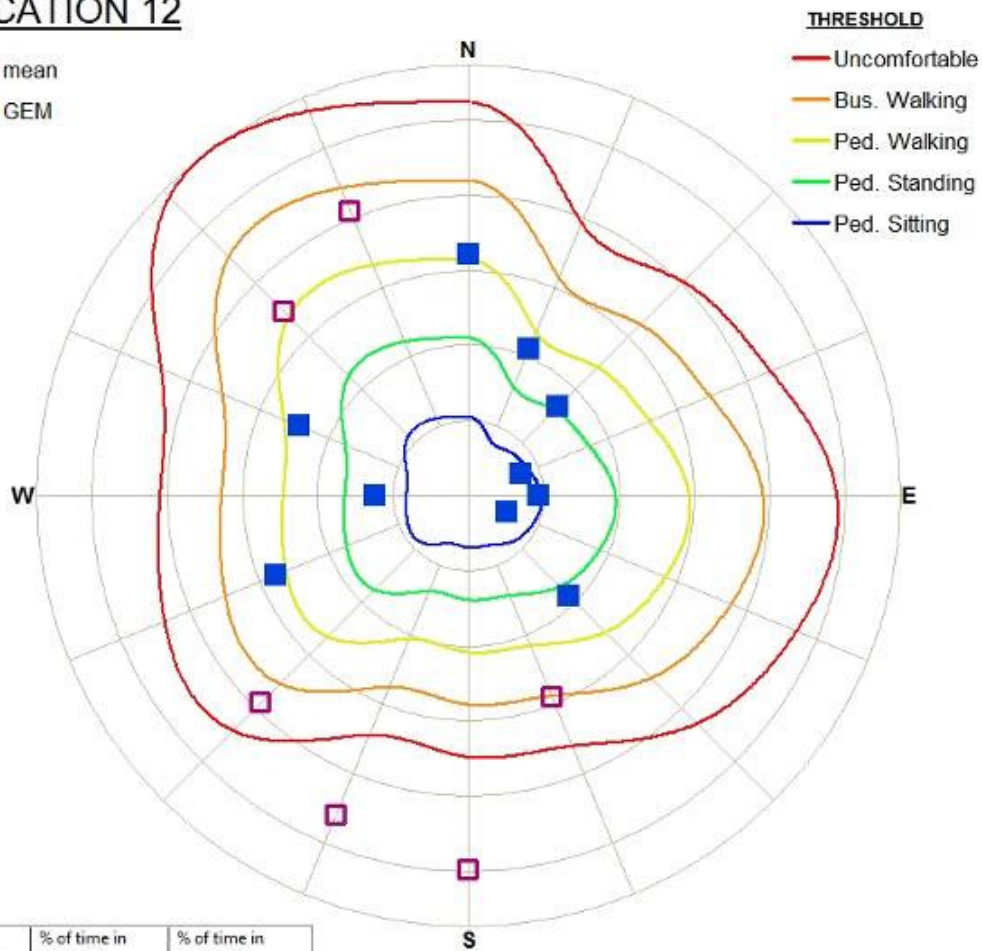 CATION 12
mean
GEM
THRESHOLD
Uncomfortable
Bus. Walking
Ped. Walking
Ped. Standing
Ped. Sitting
N
W
E
S
% of time in
% of time in